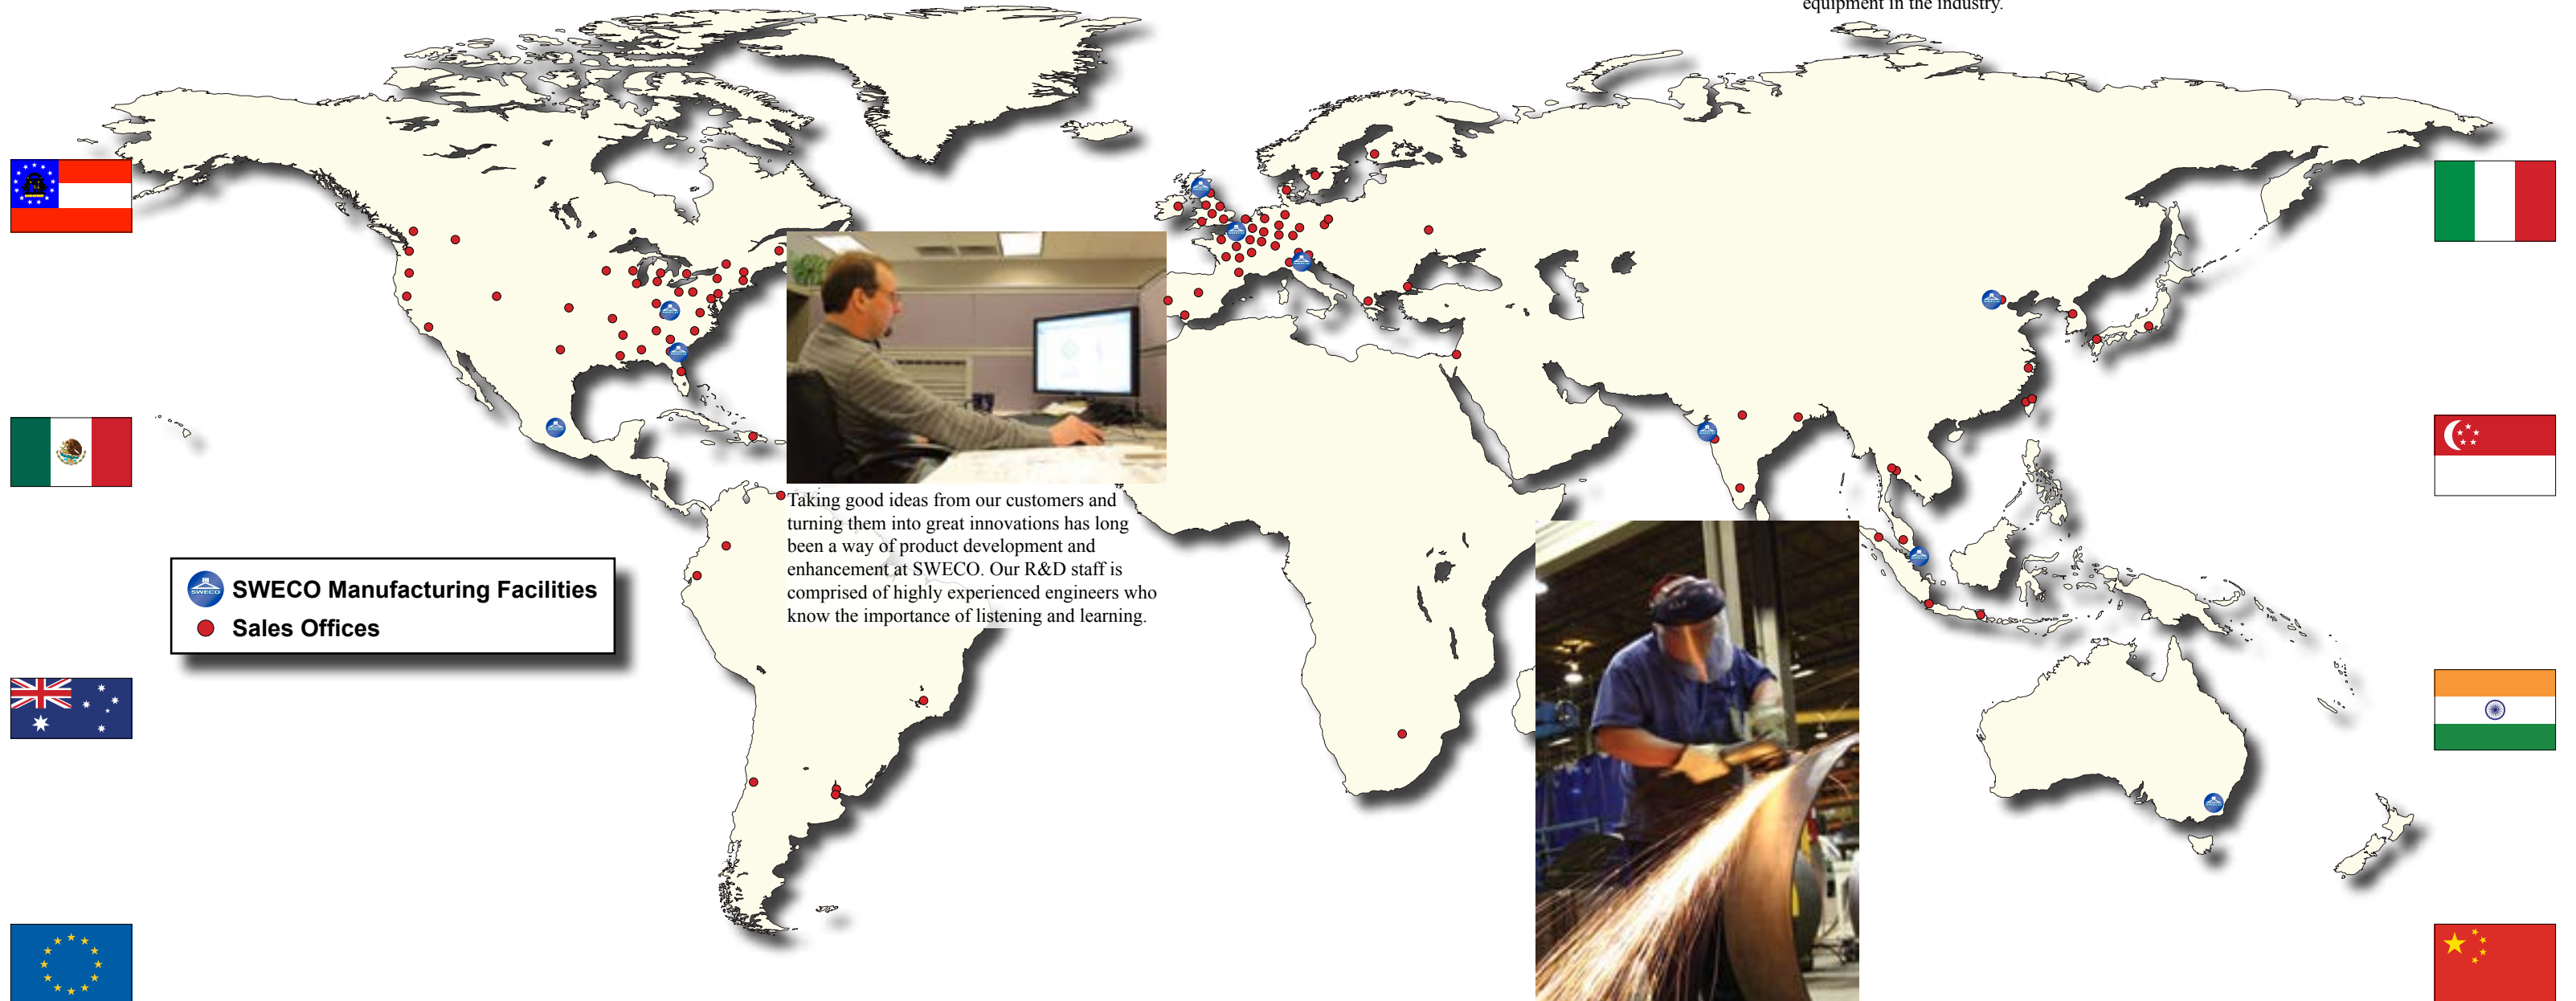 equipment in the industry.
Taking good ideas from our customers and
turning them into great innovations has long
been a way of product development and
enhancement at SWECO. Our R&D staff is
comprised of highly experienced engineers who
know the importance of listening and learning.
SWECO
SWECO Manufacturing Facilities
Sales Offices